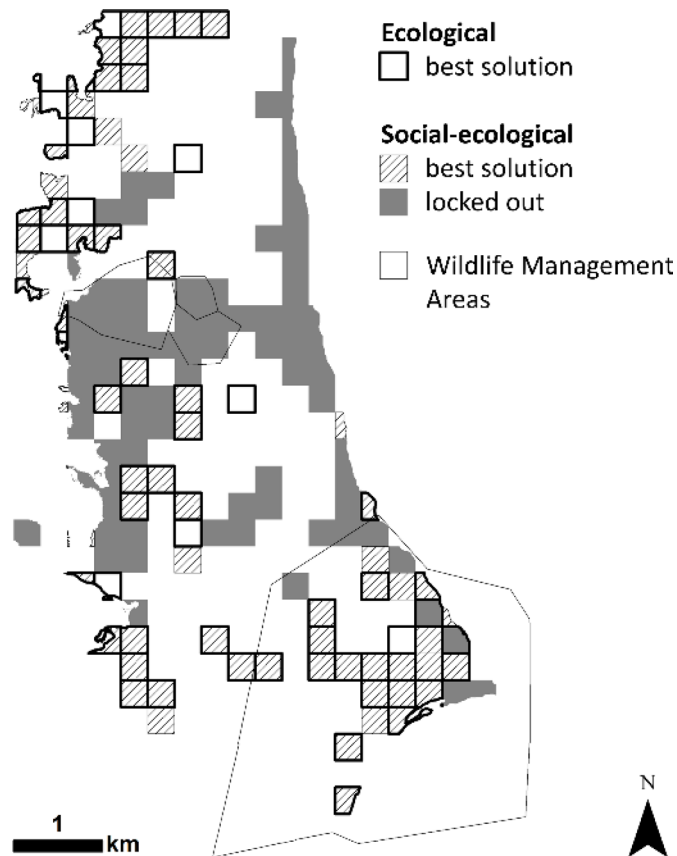 Ecological
best solution
Social-ecological
best solution
locked out
Wildlife Management
Areas
1
km
N